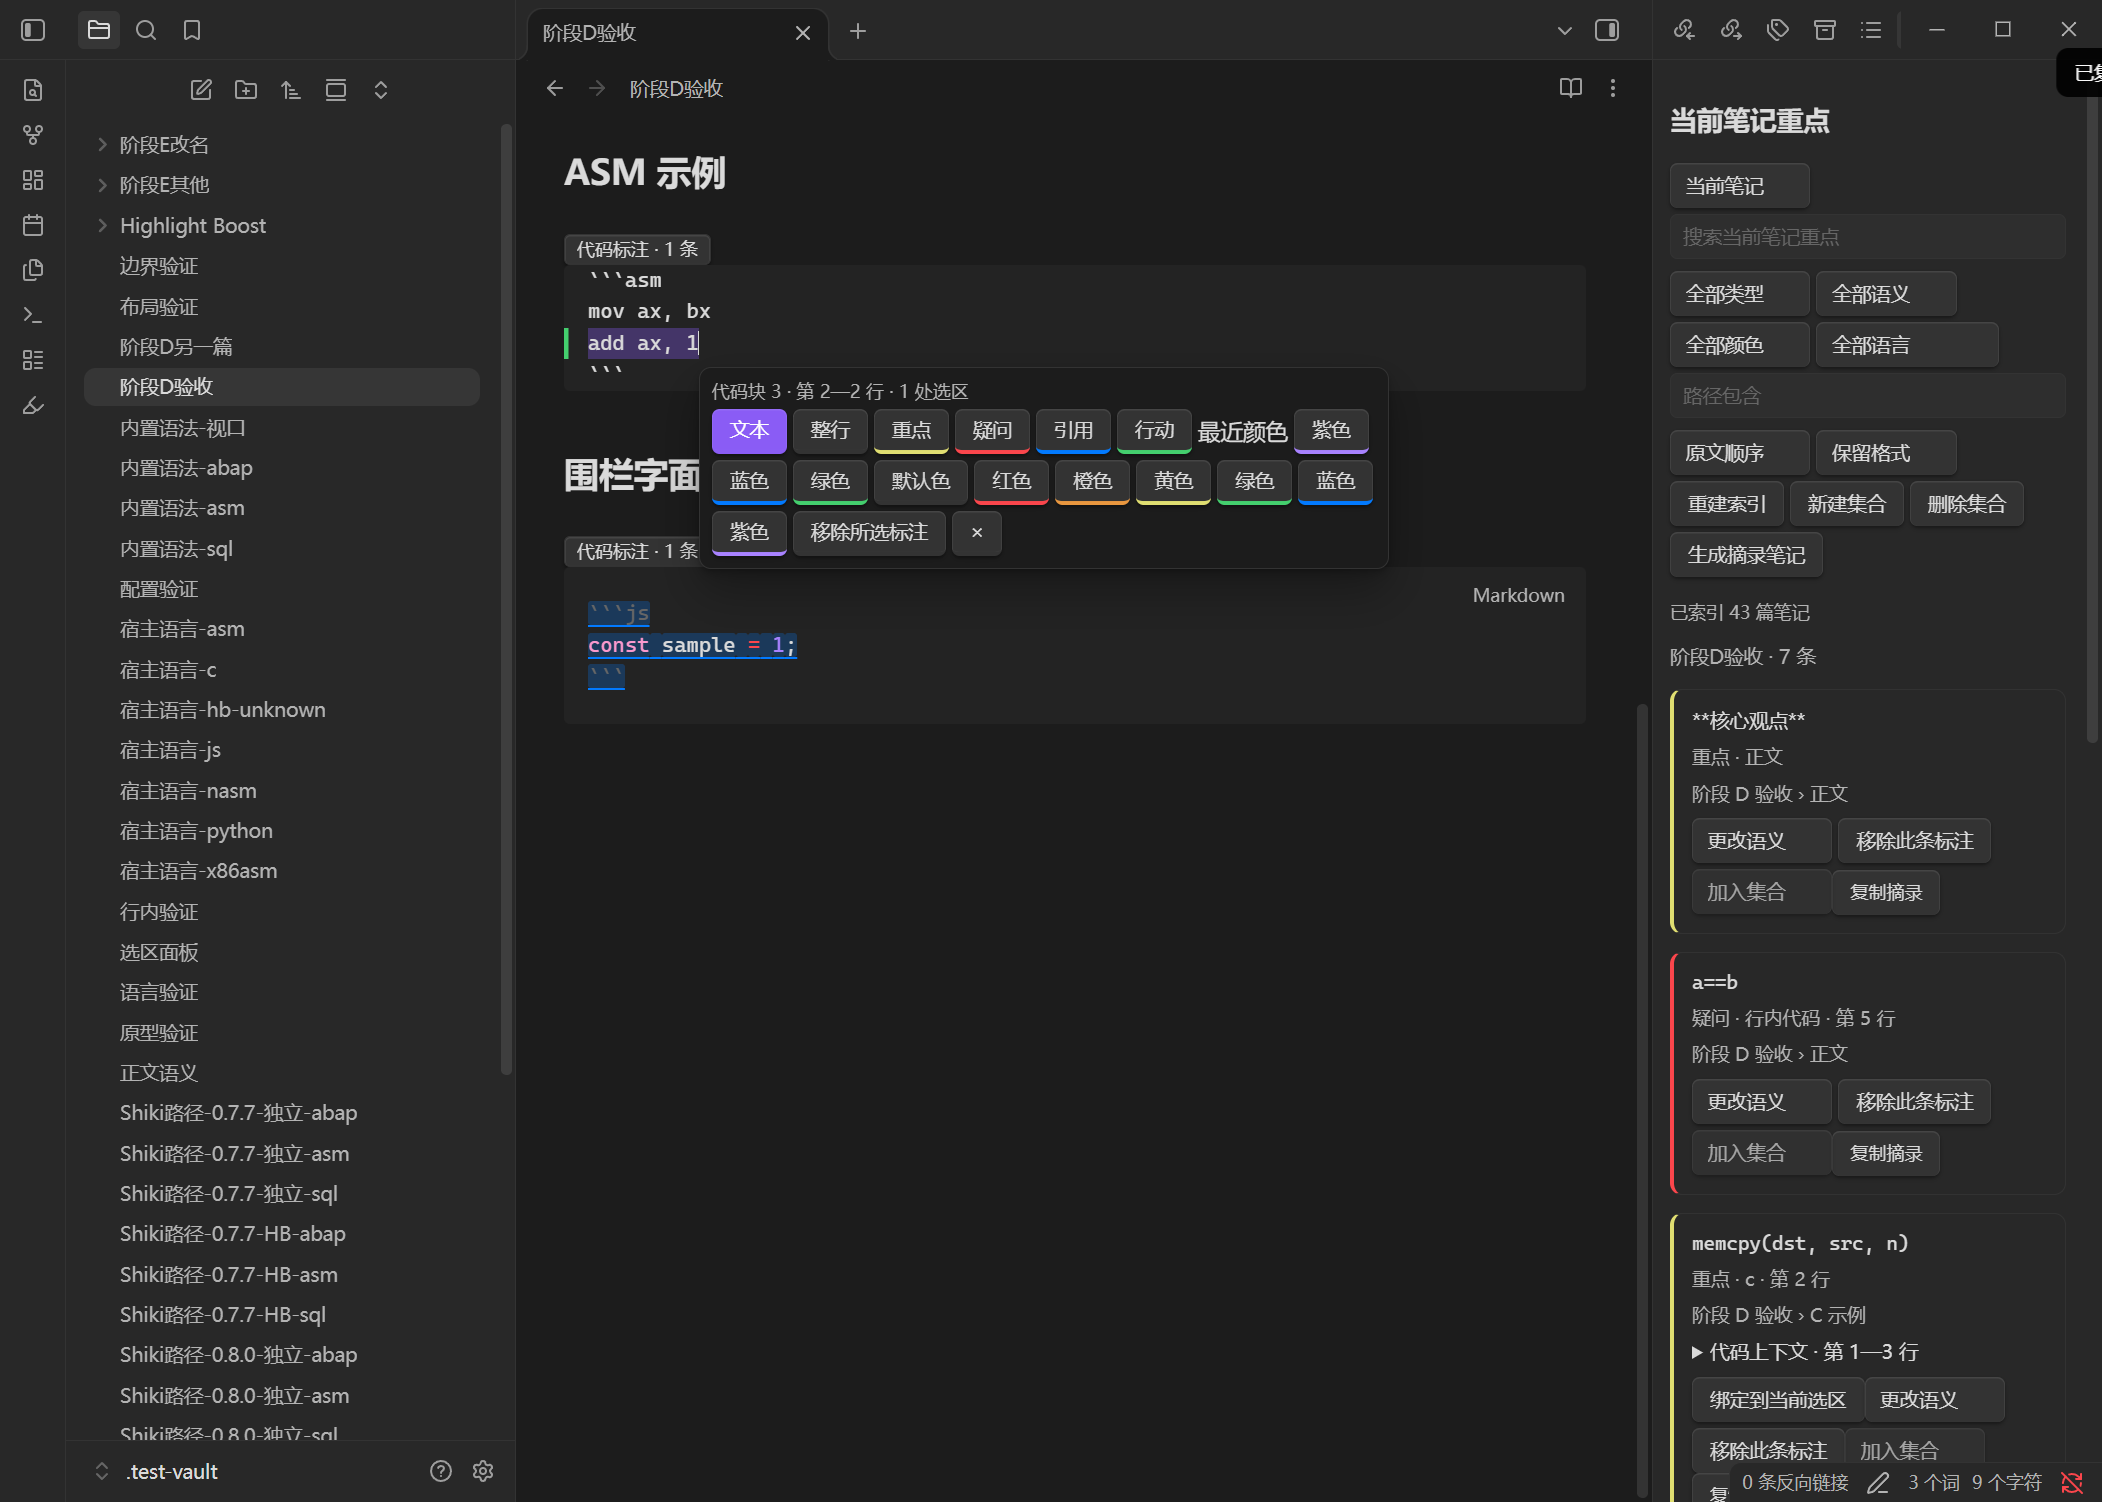 阶段D验收
已复
阶段D验收
阶段E改名
阶段E其他
Highlight Boost
边界验证
布局验证
阶段D另一篇
阶段D验收
内置语法-视口
内置语法-abap
内置语法-asm
内置语法-sql
配置验证
宿主语言-asm
宿主语言-c
宿主语言-hb-unknown
宿主语言-js
宿主语言-nasm
宿主语言-python
宿主语言-x86asm
行内验证
选区面板
语言验证
原型验证
正文语义
Shiki路径-0.7.7-独立-abap
Shiki路径-0.7.7-独立-asm
Shiki路径-0.7.7-独立-sql
Shiki路径-0.7.7-HB-abap
Shiki路径-0.7.7-HB-asm
Shiki路径-0.7.7-HB-sql
Shiki路径-0.8.0-独立-abap
Shiki路径-0.8.0-独立-asm
Shiki路径-0.8.0-独立-sql
.test-vault
ASM 示例
代码标注 · 1 条
```asm
mov ax, bx
add ax, 1
```
代码块 3 · 第 2—2 行 · 1 处选区
文本 整行 重点 疑问 引用 行动 最近颜色 紫色
蓝色 绿色 默认色 红色 橙色 黄色 绿色 蓝色
紫色 移除所选标注 ×
围栏字面
代码标注 · 1 条
Markdown
```js
const sample = 1;
```
当前笔记重点
当前笔记
搜索当前笔记重点
全部类型 全部语义
全部颜色 全部语言
路径包含
原文顺序 保留格式
重建索引 新建集合 删除集合
生成摘录笔记
已索引 43 篇笔记
阶段D验收 · 7 条
**核心观点**
重点 · 正文
阶段 D 验收 › 正文
更改语义 移除此条标注
加入集合 复制摘录
a==b
疑问 · 行内代码 · 第 5 行
阶段 D 验收 › 正文
更改语义 移除此条标注
加入集合 复制摘录
memcpy(dst, src, n)
重点 · c · 第 2 行
阶段 D 验收 › C 示例
▶ 代码上下文 · 第 1—3 行
绑定到当前选区 更改语义
移除此条标注 加入集合
复
0 条反向链接 3 个词 9 个字符